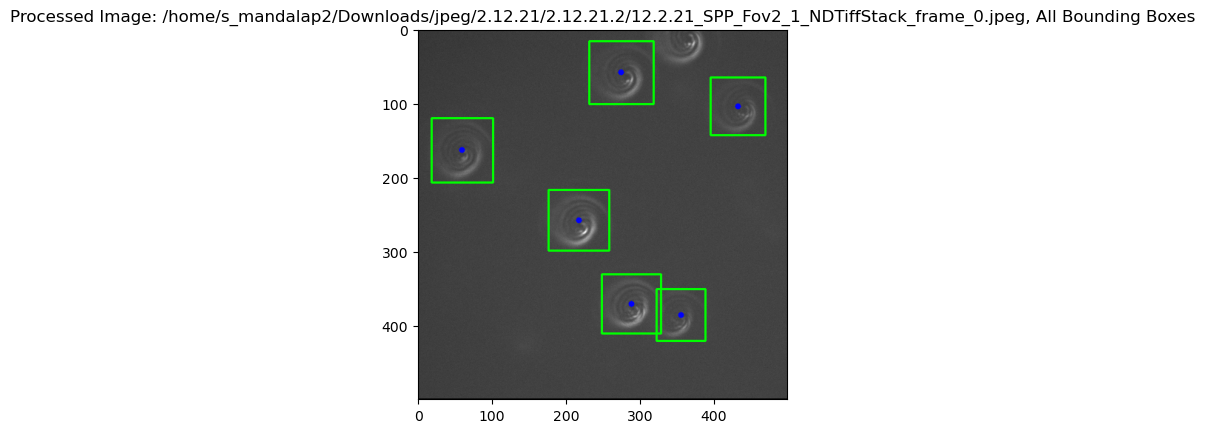 Processed Image: /home/s_mandalap2/Downloads/jpeg/2.12.21/2.12.21.2/12.2.21_SPP_Fov2_1_NDTiffStack_frame_0.jpeg, All Bounding Boxes
0
100
200
300
400
0 100 200 300 400